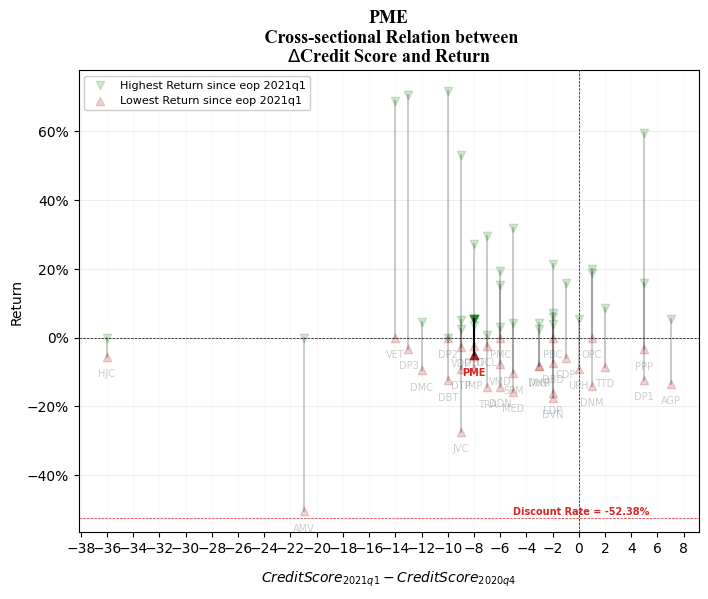 PME
Cross-sectional Relation between
ΔCredit Score and Return
Highest Return since eop 2021q1
Lowest Return since eop 2021q1
Return
60%
40%
20%
0%
−20%
−40%
HJC
AMV
VET
DP3
DMC
DP2
DBT
JVC
PME
PMC
MED
PBC
DVN
CDP
UPH
OPC
DNM
TTD
PPP
DP1
AGP
Discount Rate = -52.38%
−38 −36 −34 −32 −30 −28 −26 −24 −22 −20 −18 −16 −14 −12 −10 −8 −6 −4 −2 0 2 4 6 8
CreditScore2021q1 − CreditScore2020q4